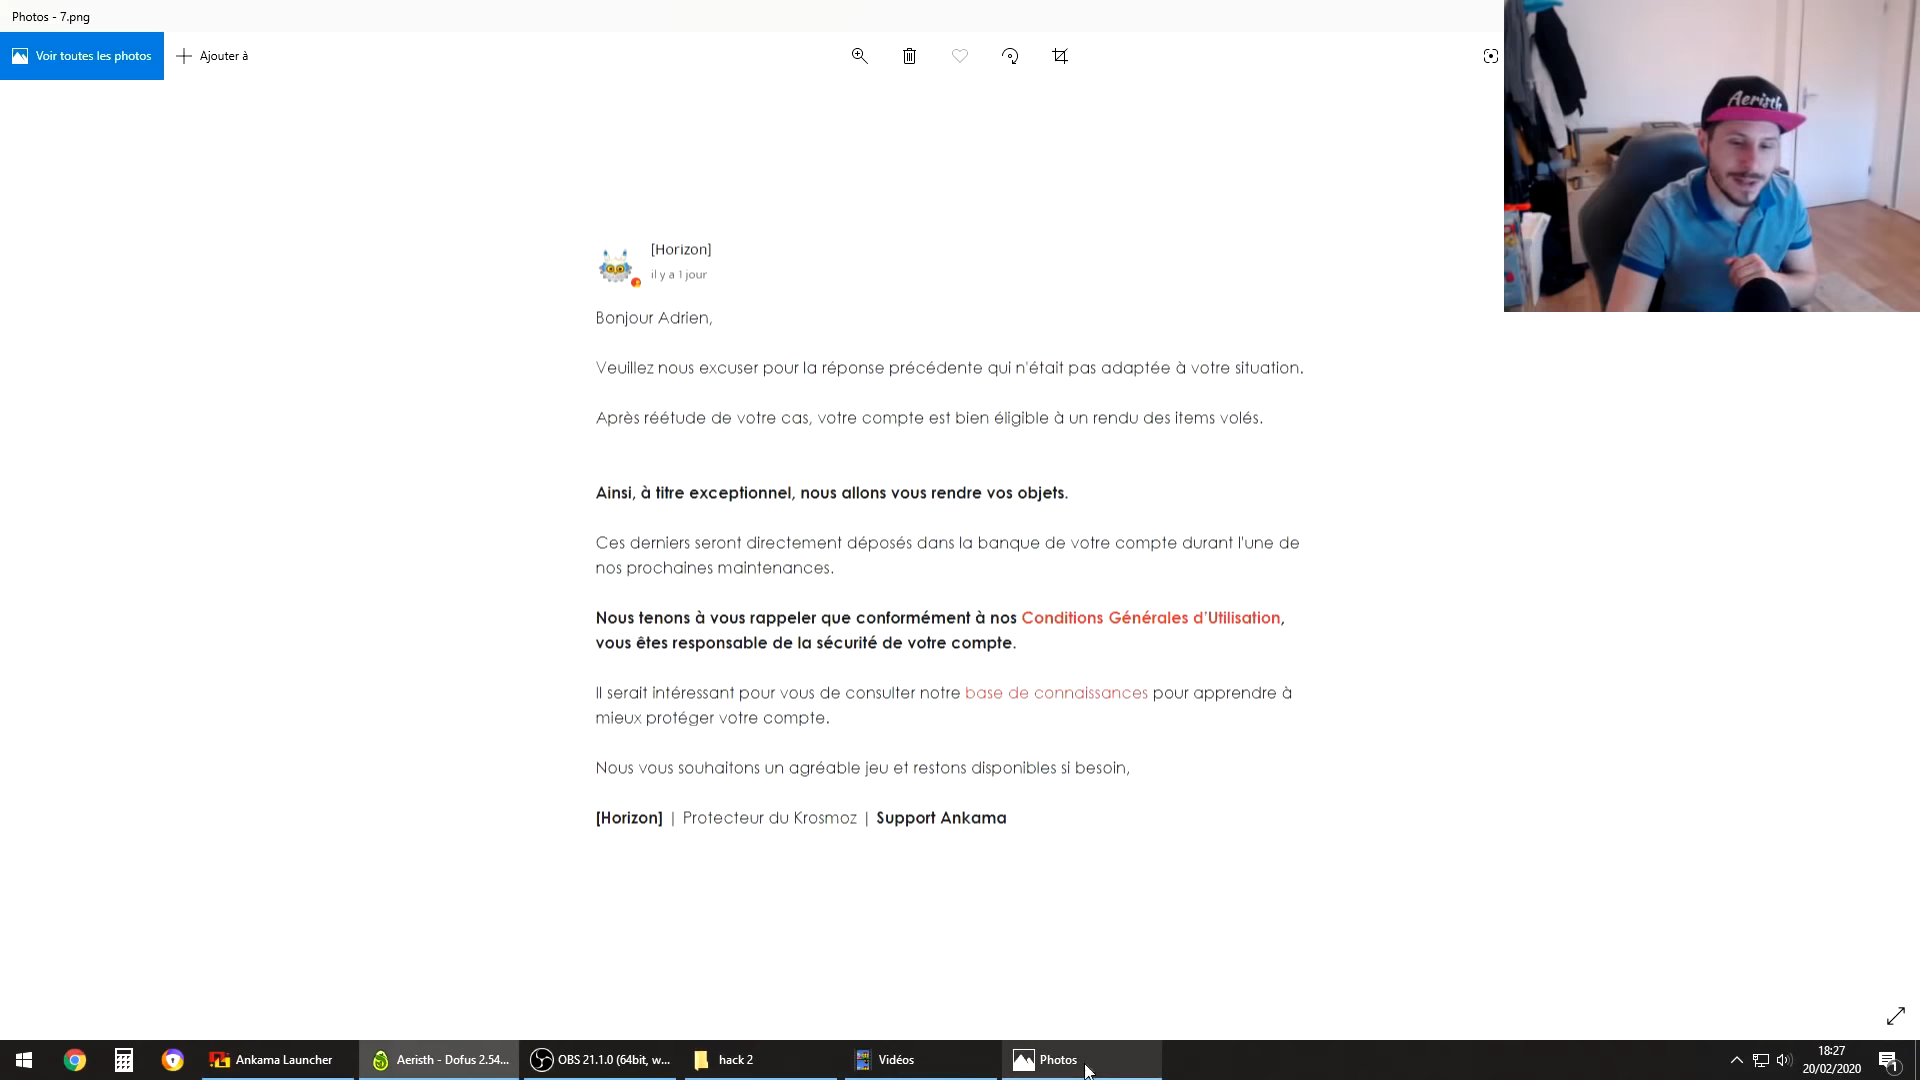 Photos - 7.png
Voir toutes les photos
Ajouter à
Aeristh
[Horizon]
il y a 1 jour
Bonjour Adrien,
Veuillez nous excuser pour la réponse précédente qui n'était pas adaptée à votre situation.
Après réétude de votre cas, votre compte est bien éligible à un rendu des items volés.
Ainsi, à titre exceptionnel, nous allons vous rendre vos objets.
Ces derniers seront directement déposés dans la banque de votre compte durant l'une de
nos prochaines maintenances.
Nous tenons à vous rappeler que conformément à nos Conditions Générales d'Utilisation,
vous êtes responsable de la sécurité de votre compte.
Il serait intéressant pour vous de consulter notre base de connaissances pour apprendre à
mieux protéger votre compte.
Nous vous souhaitons un agréable jeu et restons disponibles si besoin,
[Horizon] | Protecteur du Krosmoz | Support Ankama
Ankama Launcher
Aeristh - Dofus 2.54...
OBS 21.1.0 (64bit, w...
hack 2
Vidéos
Photos
18:27
20/02/2020
1